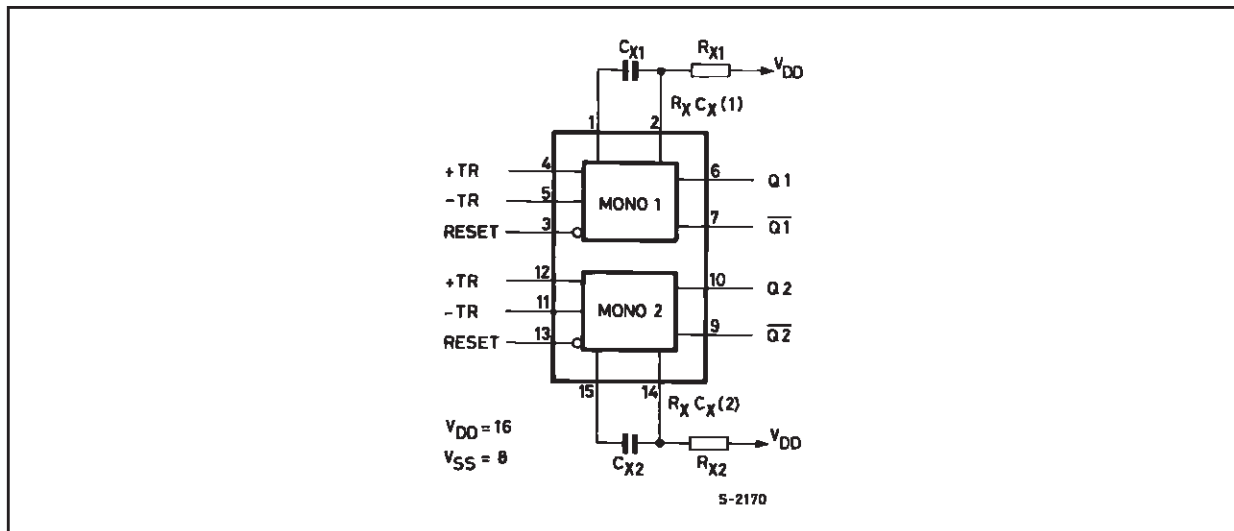 CX1 RX1
VDD
RX CX (1)
1 2
+TR 4 6 Q1
-TR 5 MONO 1
RESET 3 7 Q1
+TR 12 10 Q2
-TR 11 MONO 2
RESET 13 9 Q2
15 14
RX CX (2)
VDD = 16
VSS = 8
CX2 RX2
VDD
S-2170